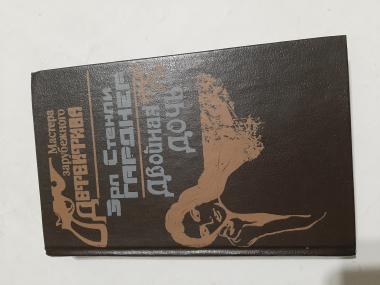 Мастера
зарубежного
Детектива
Эрл Стенли
ГАРДНЕР
Двойная
Дочь